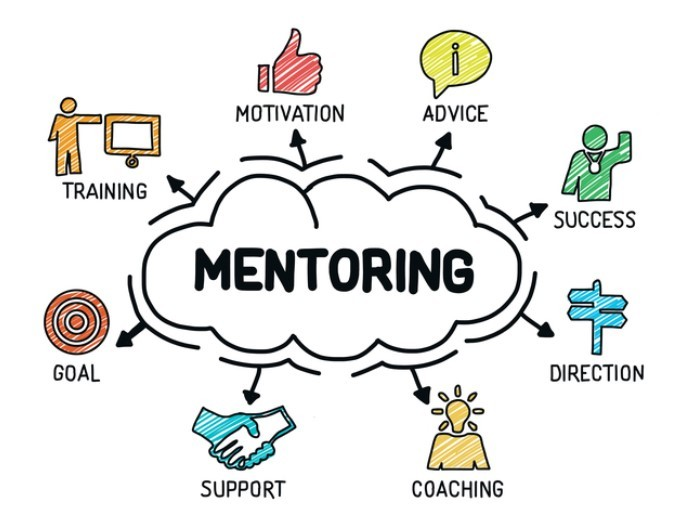 MOTIVATION
ADVICE
TRAINING
SUCCESS
MENTORING
GOAL
DIRECTION
SUPPORT
COACHING